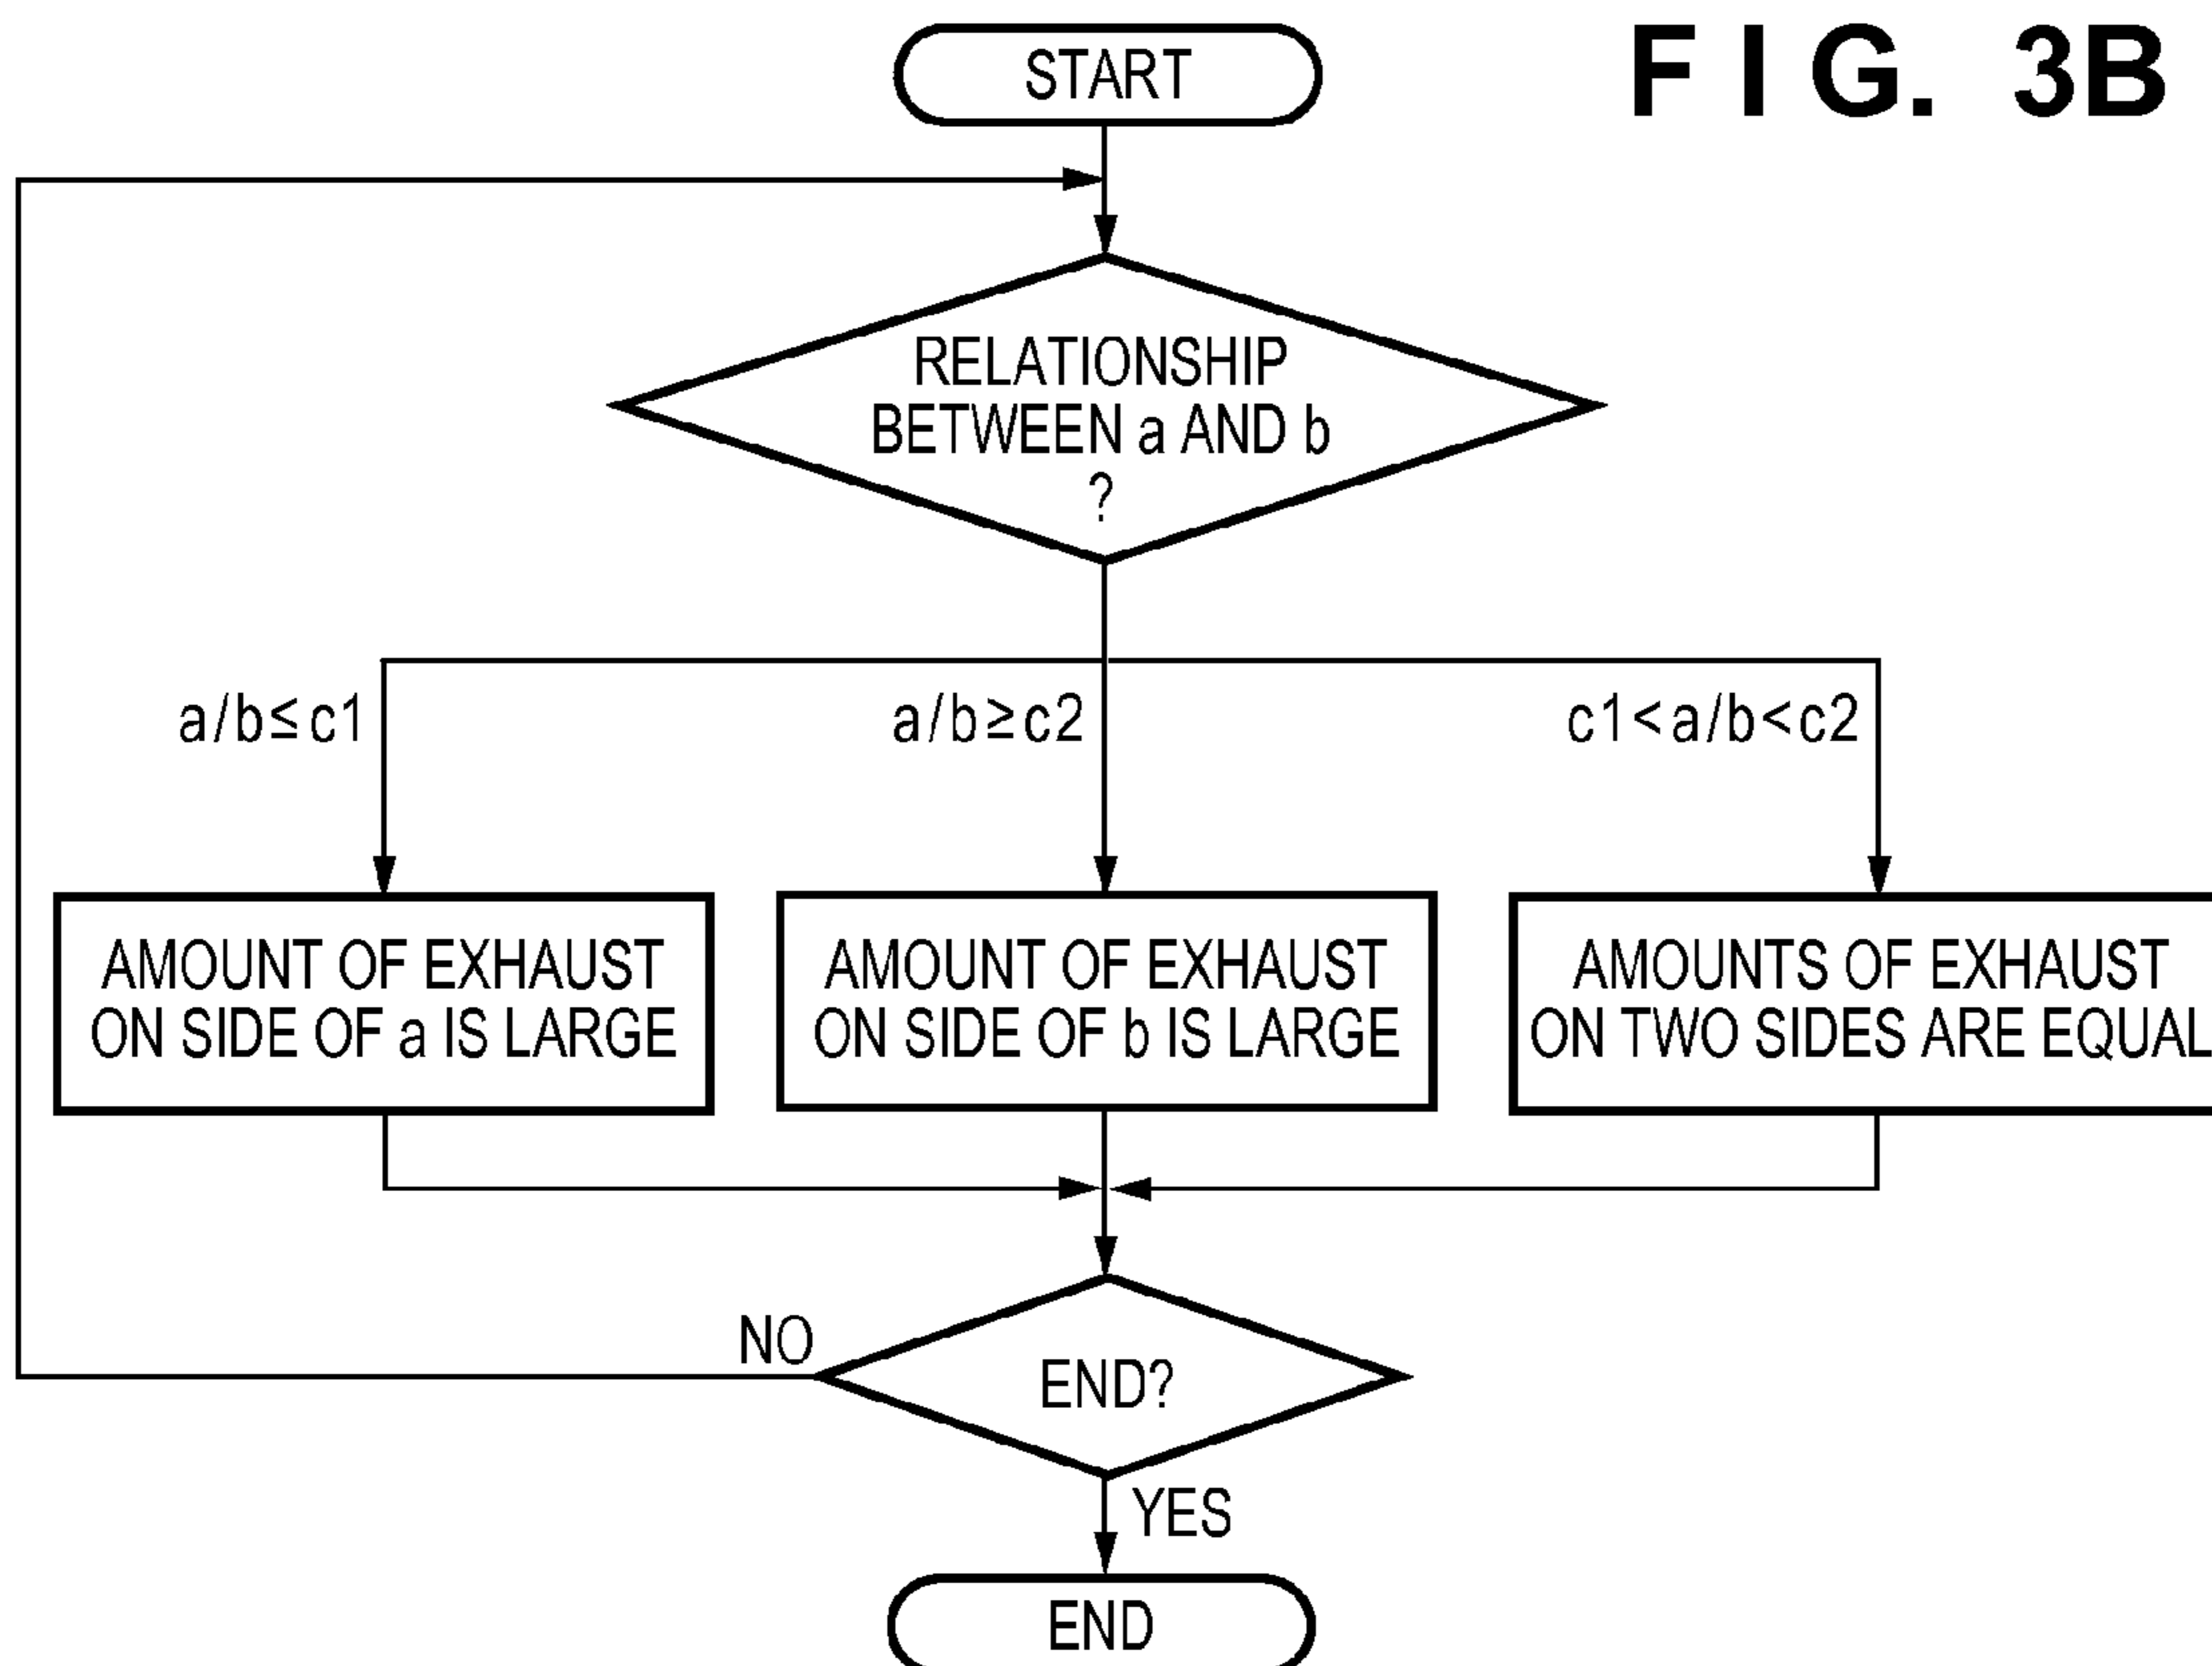 START
F I G. 3B
RELATIONSHIP
BETWEEN a AND b
?
a/b≤c1
a/b≥c2
c1<a/b<c2
AMOUNT OF EXHAUST
ON SIDE OF a IS LARGE
AMOUNT OF EXHAUST
ON SIDE OF b IS LARGE
AMOUNTS OF EXHAUST
ON TWO SIDES ARE EQUAL
NO
END?
YES
END